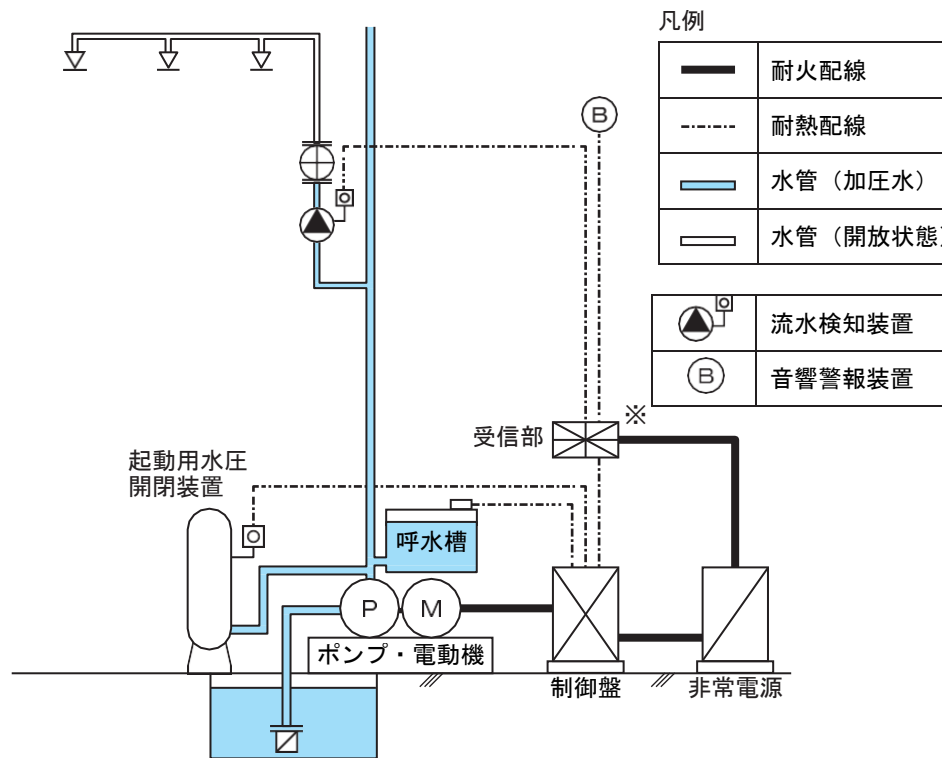 凡例
耐火配線
耐熱配線
水管（加圧水）
水管（開放状態）
流水検知装置
B
音響警報装置
B
※
受信部
起動用水圧
開閉装置
呼水槽
P
M
ポンプ・電動機
制御盤
非常電源